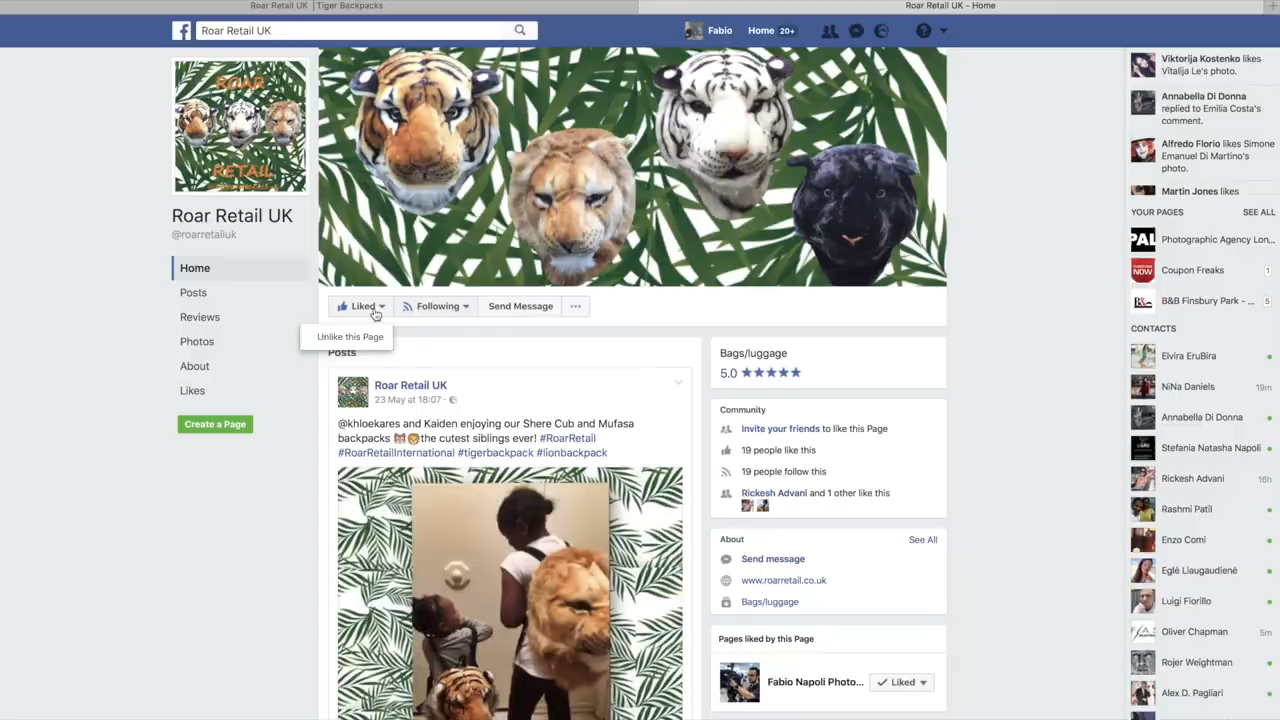 Roar Retail UK | Tiger Backpacks
Roar Retail UK - Home
Roar Retail UK
Fabio
Home 20+
ROAR
RETAIL
Roar Retail UK
@roarretailuk
Home
Posts
Reviews
Photos
About
Likes
Create a Page
Liked
Following
Send Message
Unlike this Page
Posts
Roar Retail UK
23 May at 18:07
@khloekares and Kaiden enjoying our Shere Cub and Mufasa
backpacks the cutest siblings ever! #RoarRetail
#RoarRetailInternational #tigerbackpack #lionbackpack
Bags/luggage
5.0
Community
Invite your friends to like this Page
19 people like this
19 people follow this
Rickesh Advani and 1 other like this
About
See All
Send message
www.roarretail.co.uk
Bags/luggage
Pages liked by this Page
Fabio Napoli Photo...
Liked
Viktorija Kostenko likes
Vitalija Le's photo.
Annabella Di Donna
replied to Emilia Costa's
comment.
Alfredo Florio likes Simone
Emanuel Di Martino's
photo.
Martin Jones likes
YOUR PAGES
SEE ALL
PAL
Photographic Agency Lon...
NOW
Coupon Freaks
1
B&B Finsbury Park - ...
5
CONTACTS
Elvira EruBira
NiNa Daniels
19m
Annabella Di Donna
Stefania Natasha Napoli
Rickesh Advani
16h
Rashmi Patil
Enzo Comi
Eglė Liaugaudienė
Luigi Fiorillo
Oliver Chapman
5m
Rojer Weightman
Alex D. Pagliari